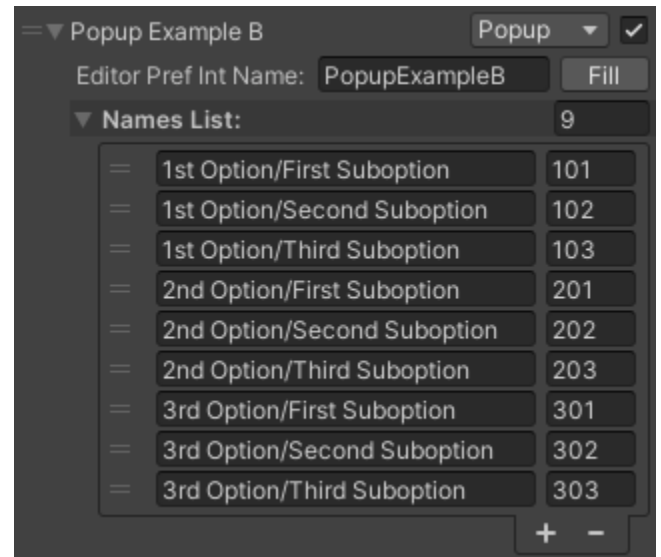 Popup Example B Popup
Editor Pref Int Name: PopupExampleB Fill
Names List: 9
1st Option/First Suboption 101
1st Option/Second Suboption 102
1st Option/Third Suboption 103
2nd Option/First Suboption 201
2nd Option/Second Suboption 202
2nd Option/Third Suboption 203
3rd Option/First Suboption 301
3rd Option/Second Suboption 302
3rd Option/Third Suboption 303
+ -